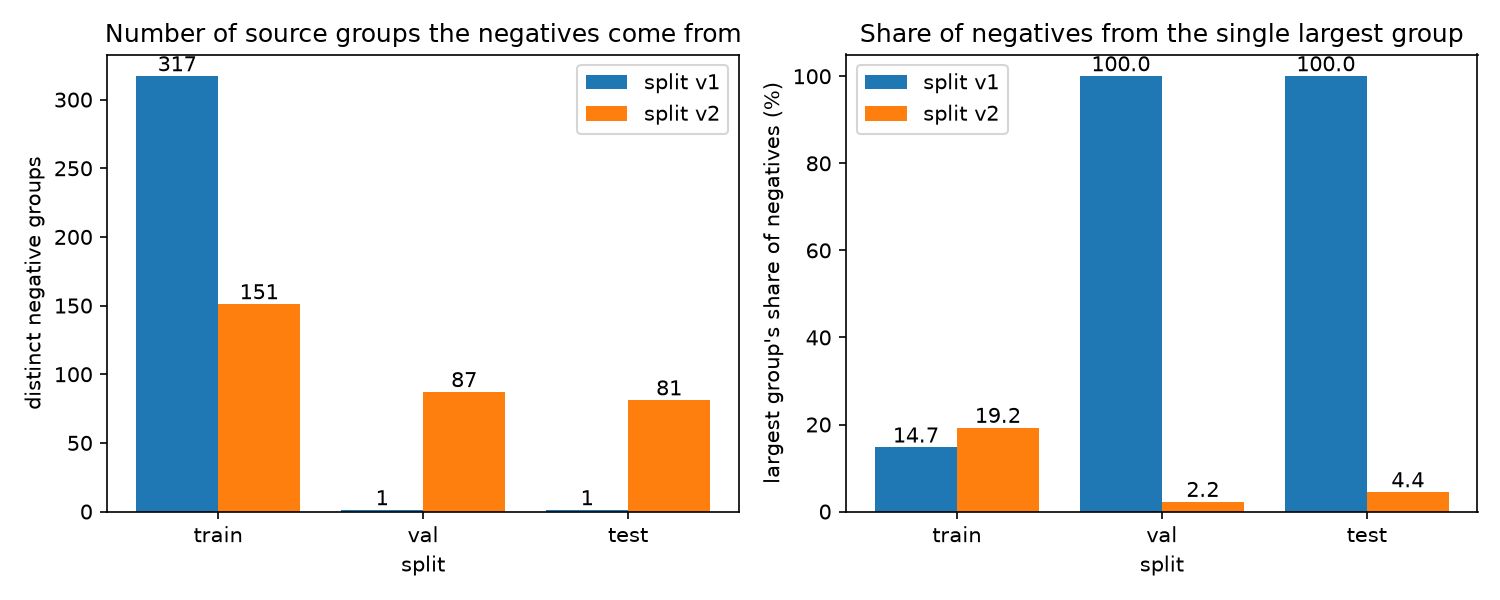 Number of source groups the negatives come from
distinct negative groups
300
250
200
150
100
50
0
317
151
1
87
1
81
split v1
split v2
train
val
test
split
Share of negatives from the single largest group
largest group's share of negatives (%)
100
80
60
40
20
0
split v1
split v2
14.7
19.2
100.0
2.2
100.0
4.4
train
val
test
split